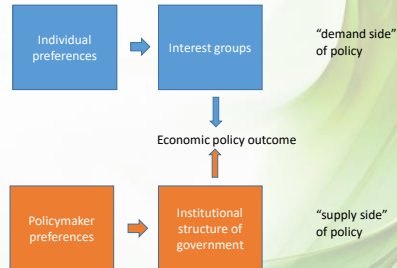 Individual
preferences
Interest groups
“demand side”
of policy
Economic policy outcome
Policymaker
preferences
Institutional
structure of
government
“supply side”
of policy